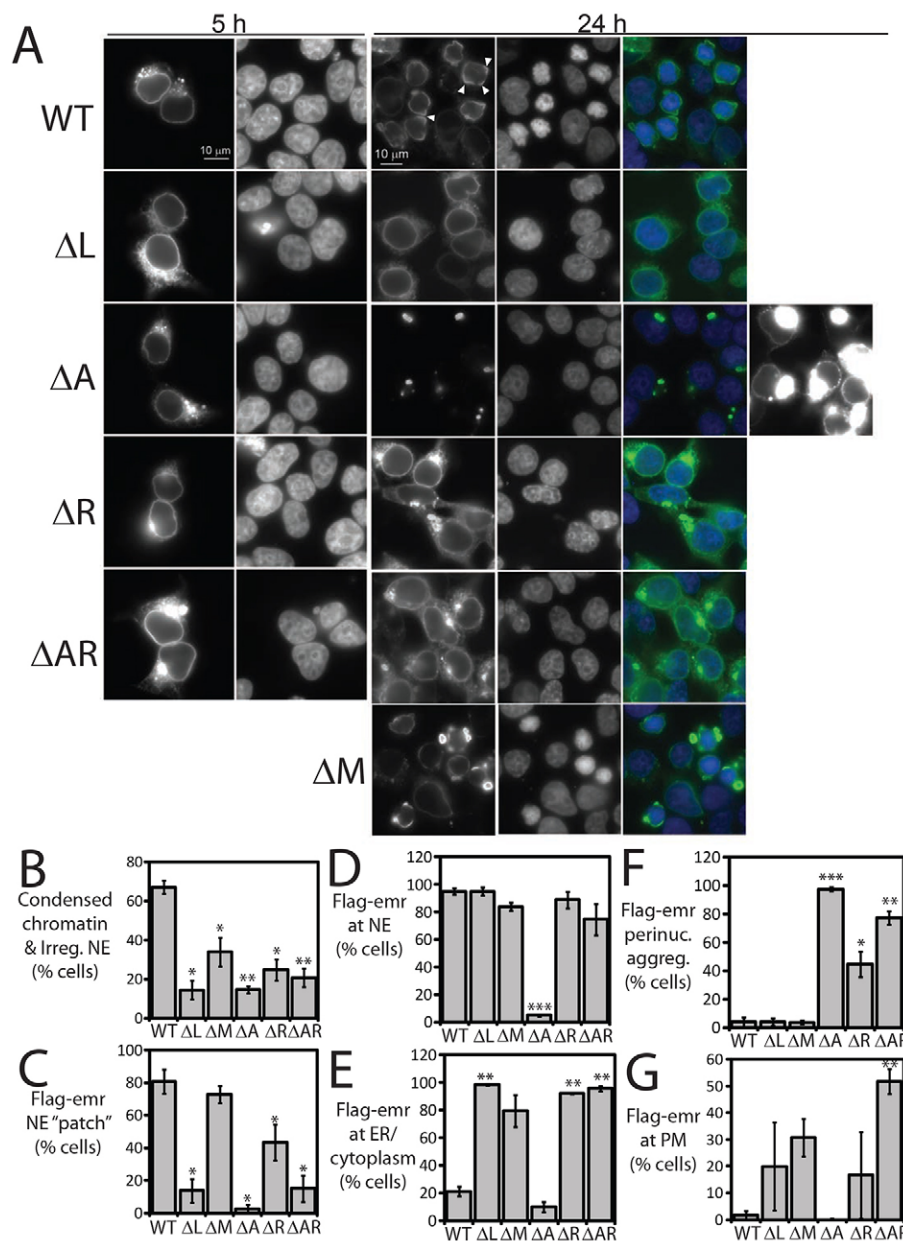 5 h
24 h
A
WT
10 µm
10 µm
ΔL
ΔA
ΔR
ΔAR
ΔM
B
Condensed
chromatin
& Irreg. NE
(% cells)
80
60
40
20
0
*
*
**
*
**
WT ΔL ΔM ΔA ΔR ΔAR
C
Flag-emr
NE "patch"
(% cells)
100
80
60
40
20
0
*
*
*
*
WT ΔL ΔM ΔA ΔR ΔAR
D
Flag-emr
at NE
(% cells)
120
100
80
60
40
20
0
***
WT ΔL ΔM ΔA ΔR ΔAR
E
Flag-emr
at ER/
cytoplasm
(% cells)
120
100
80
60
40
20
0
**
**
**
WT ΔL ΔM ΔA ΔR ΔAR
F
Flag-emr
perinuc.
aggreg.
(% cells)
120
100
80
60
40
20
0
***
*
**
WT ΔL ΔM ΔA ΔR ΔAR
G
Flag-emr
at PM
(% cells)
60
50
40
30
20
10
0
**
WT ΔL ΔM ΔA ΔR ΔAR